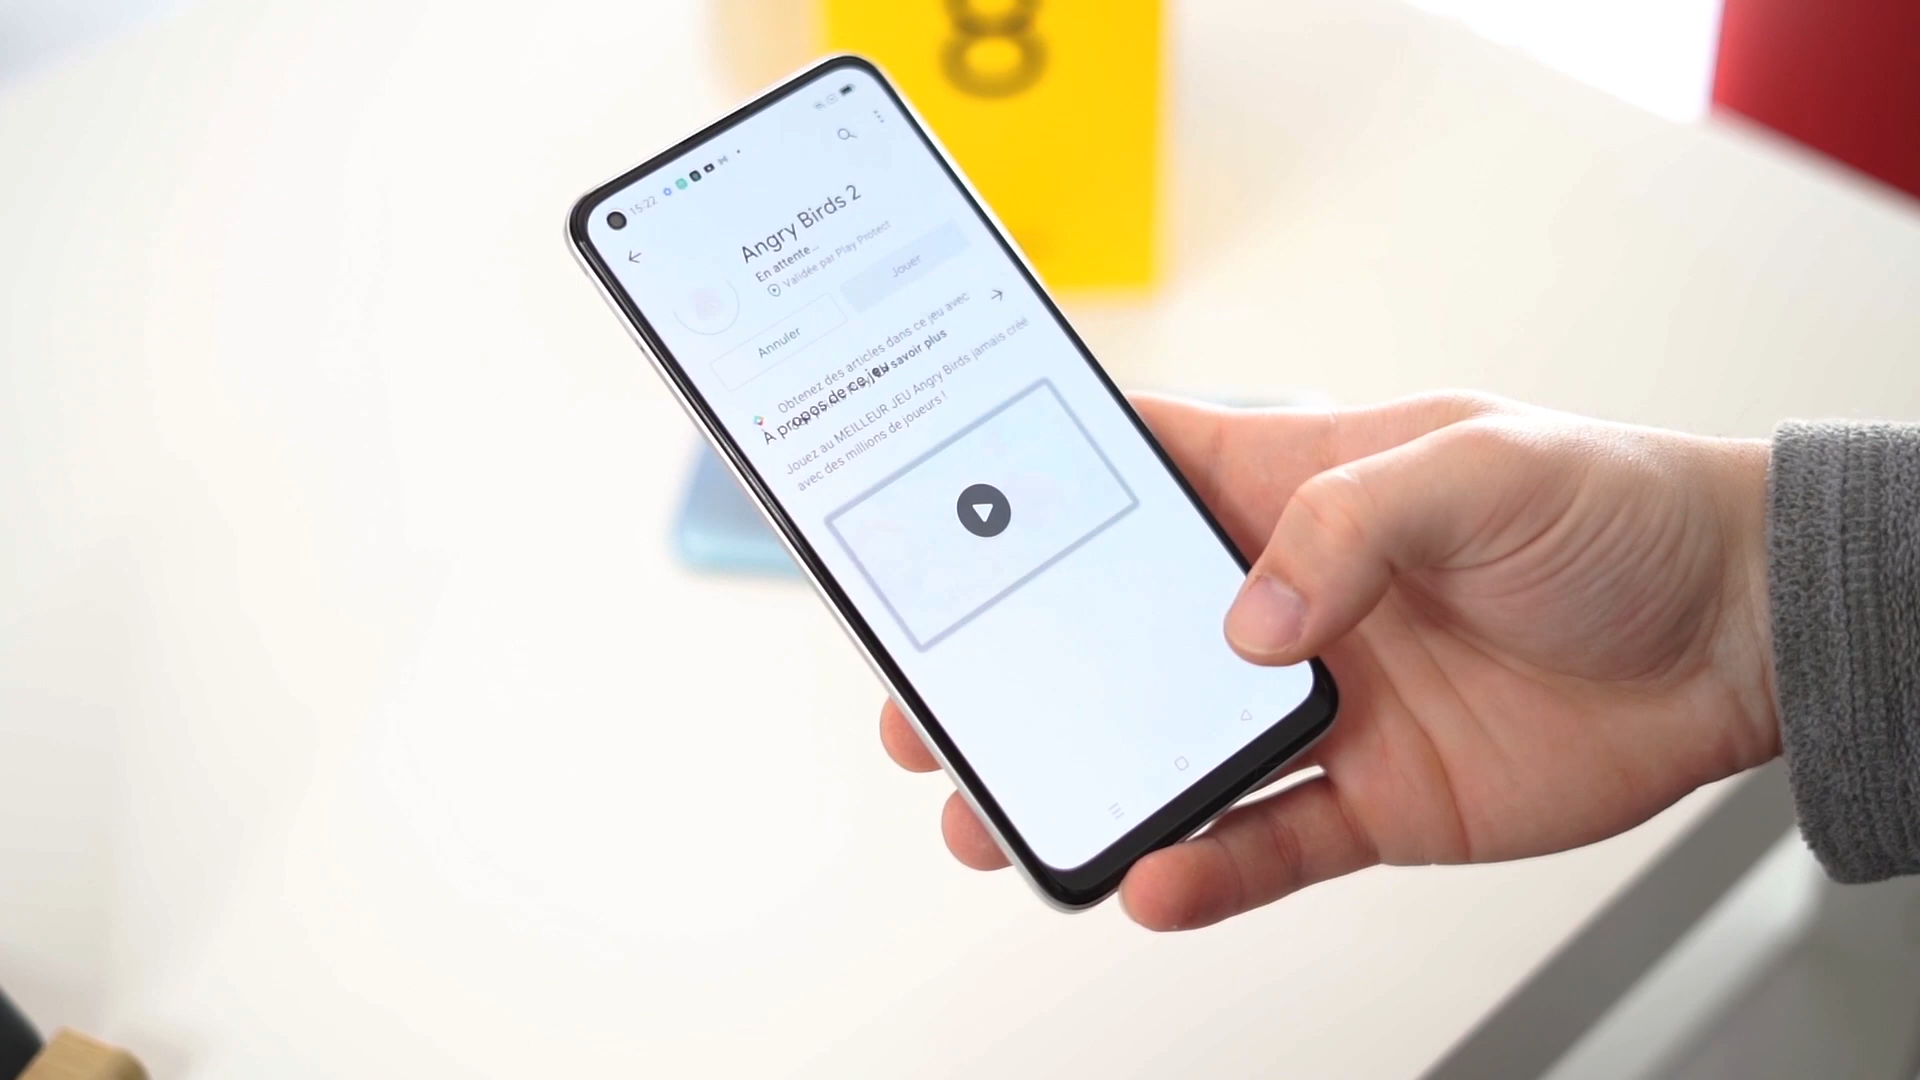 8
15:22
Angry Birds 2
En attente...
Validée par Play Protect
Annuler
Jouer
Obtenez des articles dans ce jeu avec
savoir plus
À propos de ce jeu
Jouez au MEILLEUR JEU Angry Birds jamais créé
avec des millions de joueurs !